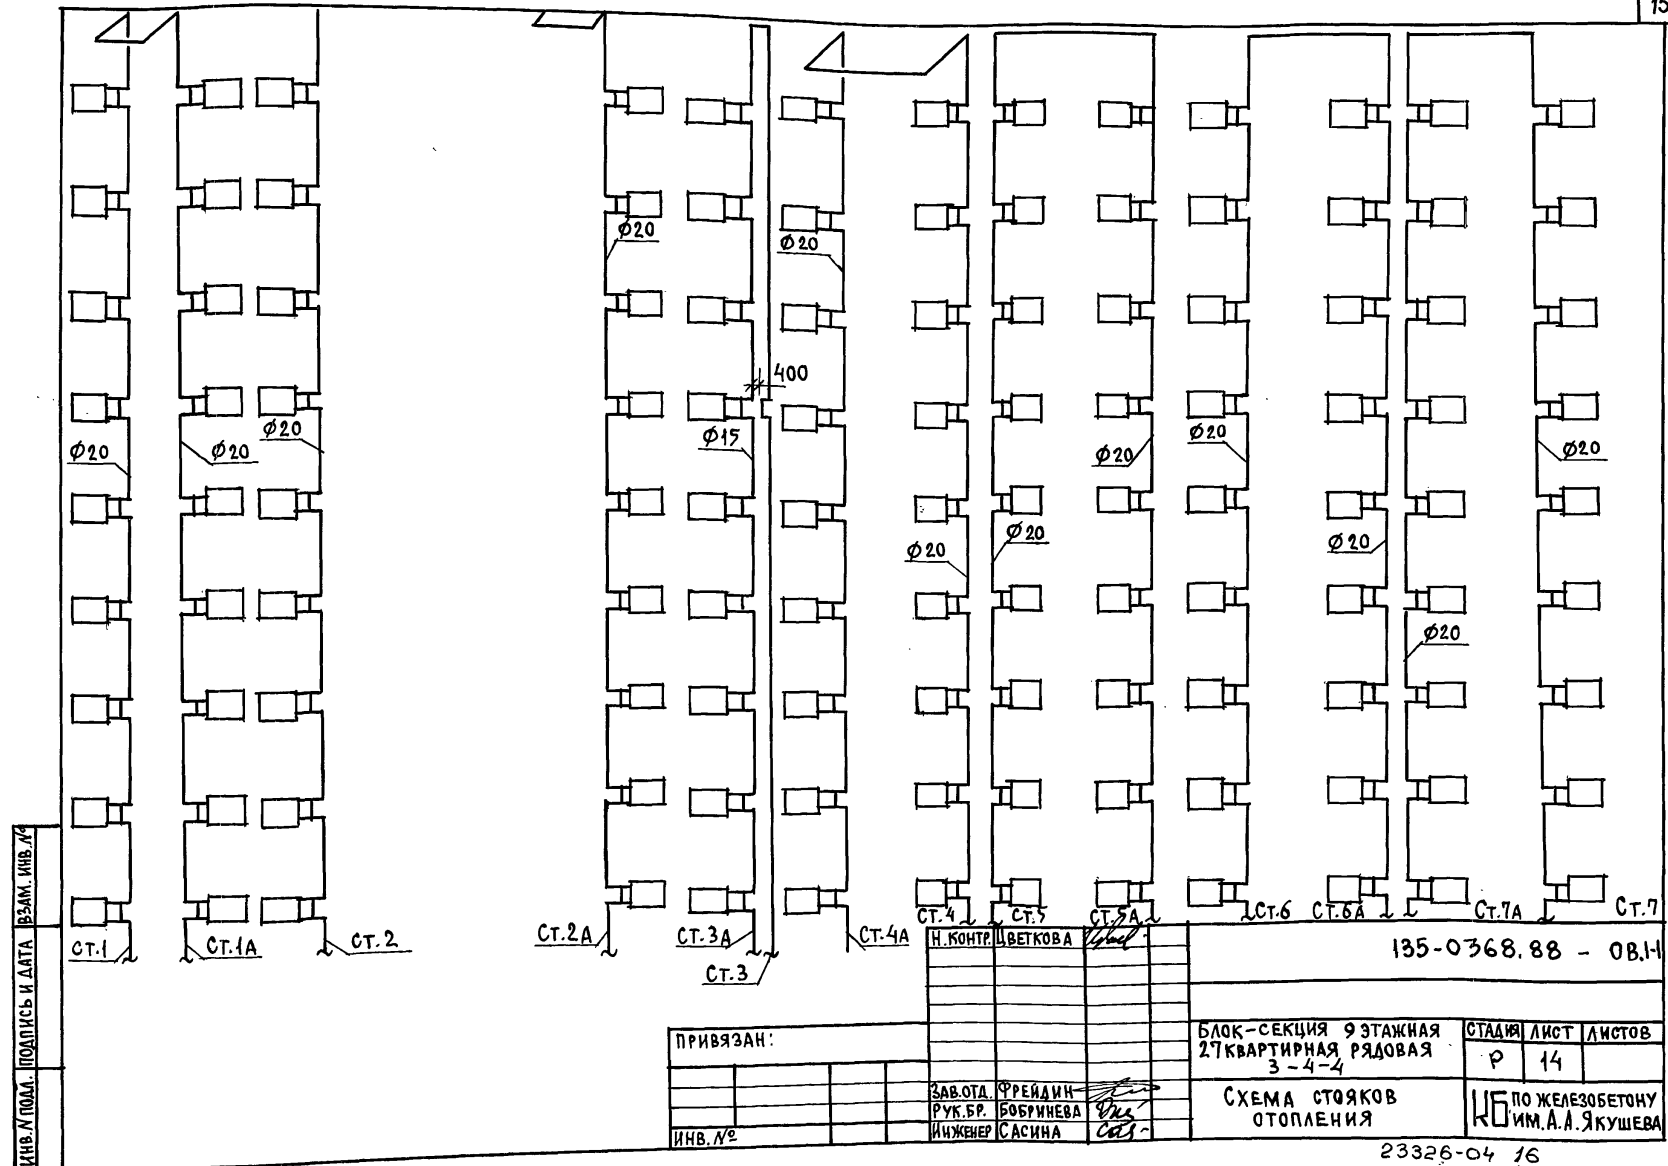 15
Ø20
Ø20
400
Ø20
Ø15
Ø20
Ø20
Ø20
Ø20
Ø20
Ø20
Ø20
Ø20
Ø20
Ø20
СТ.1
СТ.1А
СТ.2
СТ.2А
СТ.3А
СТ.3
СТ.4А
СТ.4
СТ.5
СТ.5А
СТ.6
СТ.6А
СТ.7А
СТ.7
ВЗАМ. ИНВ.№
ПОДПИСЬ И ДАТА
ИНВ.№ ПОДЛ.
Н.КОНТР. ЦВЕТКОВА
135-0368.88 - ОВ.1-1
ПРИВЯЗАН:
ИНВ.№
ЗАВ.ОТД. ФРЕЙДИН
РУК.БР. БОБРИНЕВА
ИНЖЕНЕР САСИНА
БЛОК-СЕКЦИЯ 9 ЭТАЖНАЯ
27 КВАРТИРНАЯ РЯДОВАЯ
3-4-4
СТАДИЯ ЛИСТ ЛИСТОВ
Р 14
СХЕМА СТОЯКОВ
ОТОПЛЕНИЯ
КБ ПО ЖЕЛЕЗОБЕТОНУ
ИМ.А.А.ЯКУШЕВА
23326-04 16